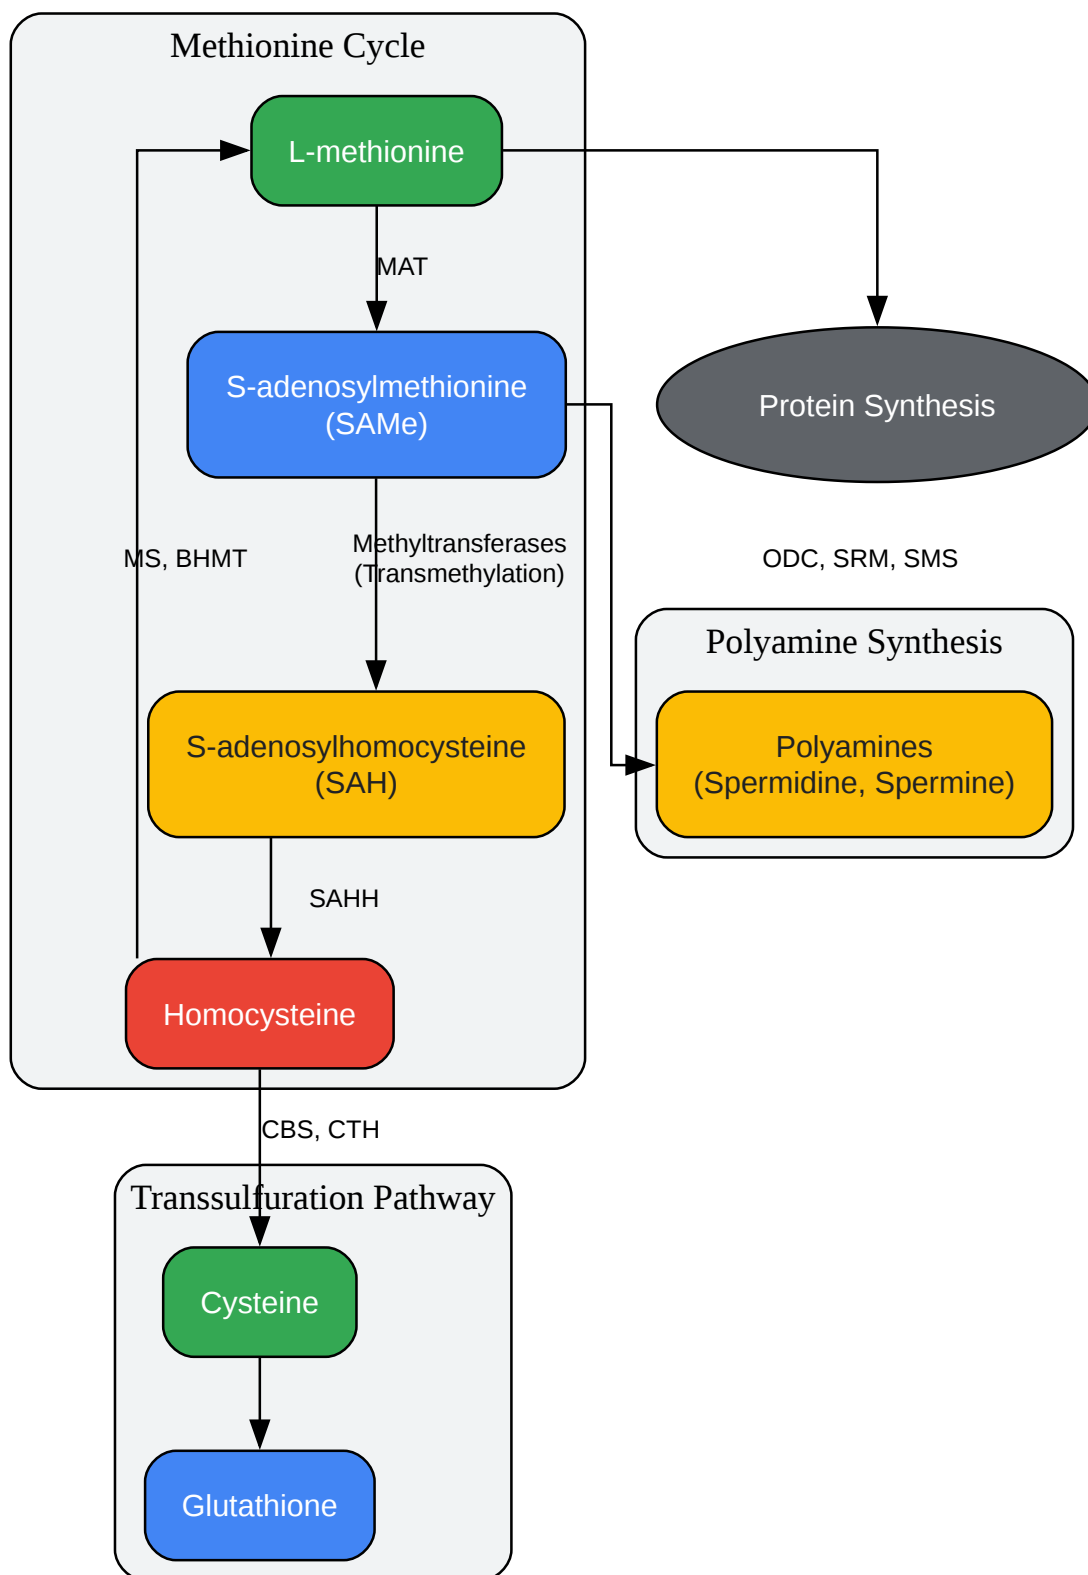 Methionine Cycle
L-methionine
MAT
S-adenosylmethionine
(SAMe)
Protein Synthesis
MS, BHMT
Methyltransferases
(Transmethylation)
ODC, SRM, SMS
Polyamine Synthesis
S-adenosylhomocysteine
(SAH)
Polyamines
(Spermidine, Spermine)
SAHH
Homocysteine
CBS, CTH
Transsulfuration Pathway
Cysteine
Glutathione